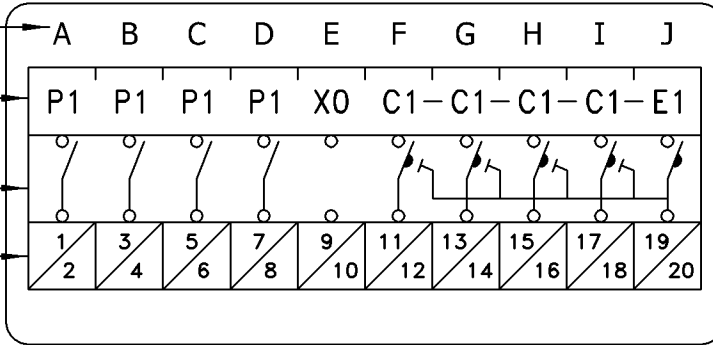 A B C D E F G H I J
P1 P1 P1 P1 X0 C1-C1-C1-C1-E1
1 3 5 7 9 11 13 15 17 19
2 4 6 8 10 12 14 16 18 20